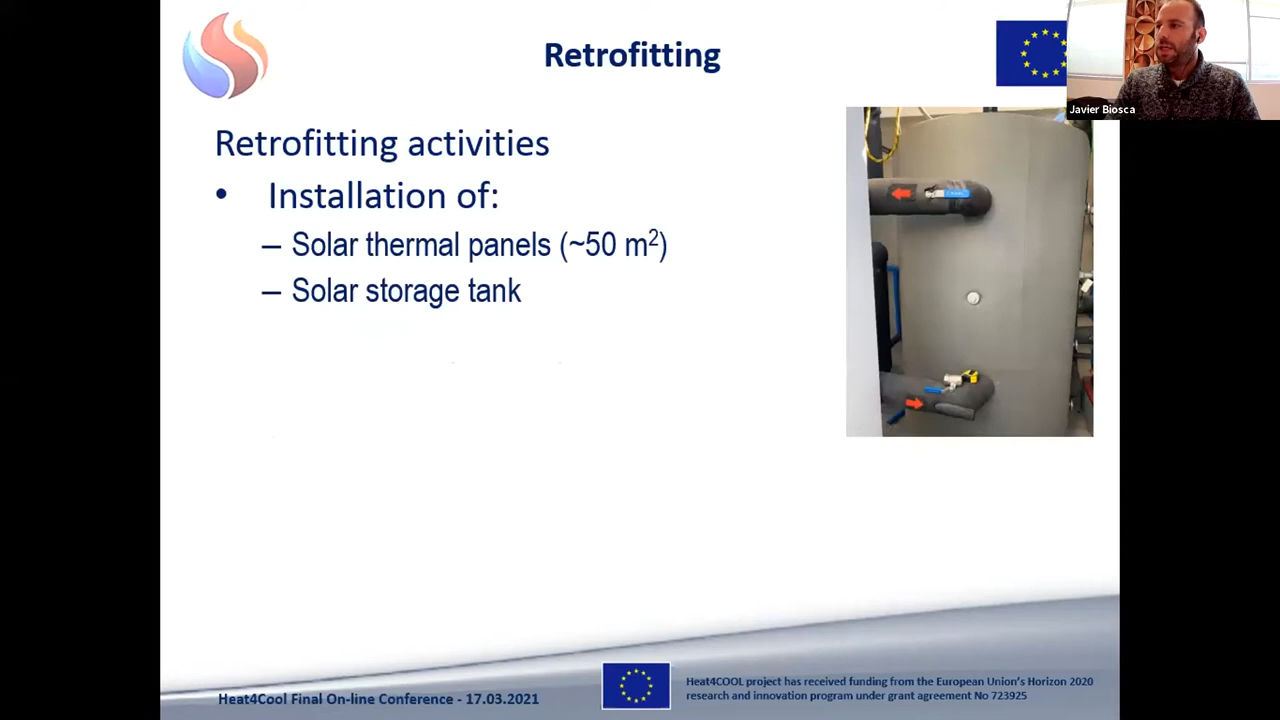 Retrofitting
Javier Biosca
Retrofitting activities
• Installation of:
– Solar thermal panels (~50 m²)
– Solar storage tank
Heat4Cool Final On-line Conference - 17.03.2021
Heat4COOL project has received funding from the European Union's Horizon 2020
research and innovation program under grant agreement No 723925